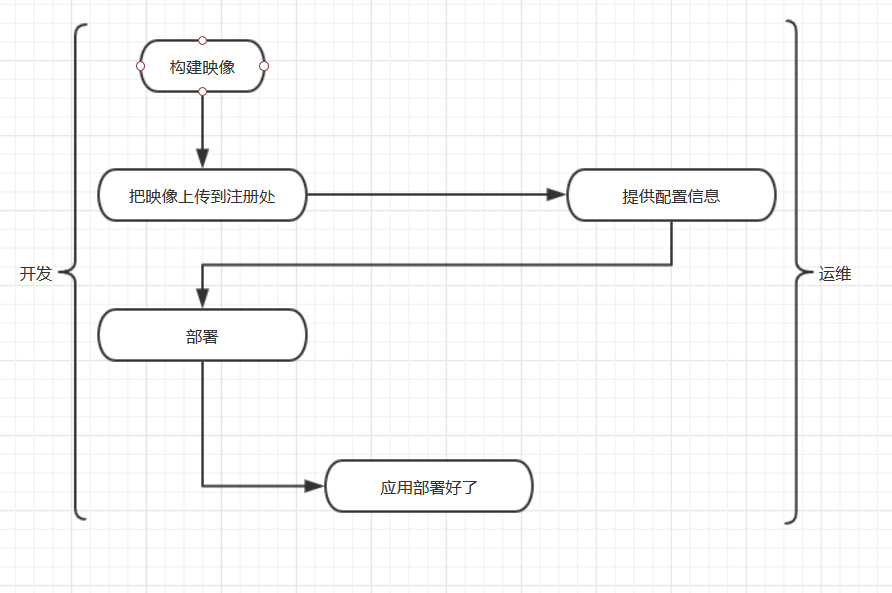 构建映像
把映像上传到注册处
提供配置信息
开发
运维
部署
应用部署好了